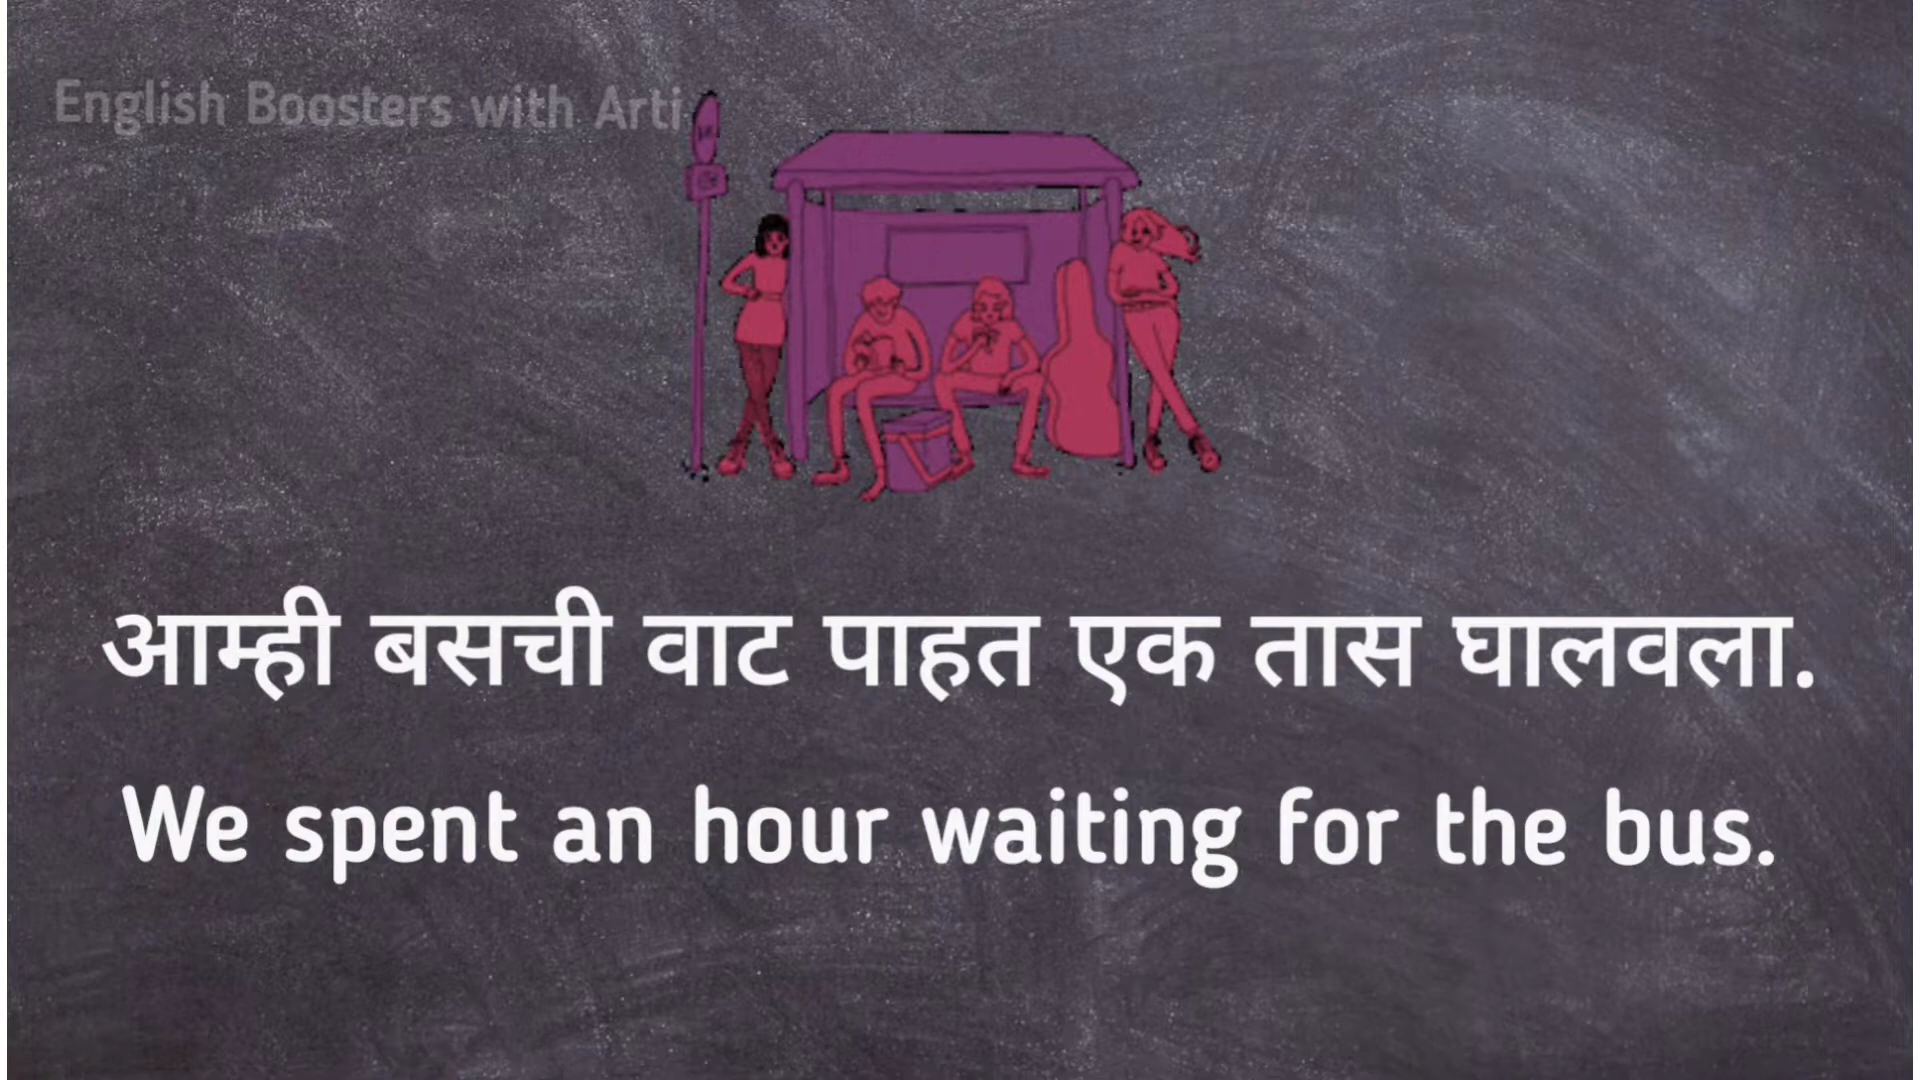 English Boosters with Arti
आम्ही बसची वाट पाहत एक तास घालवला.
We spent an hour waiting for the bus.